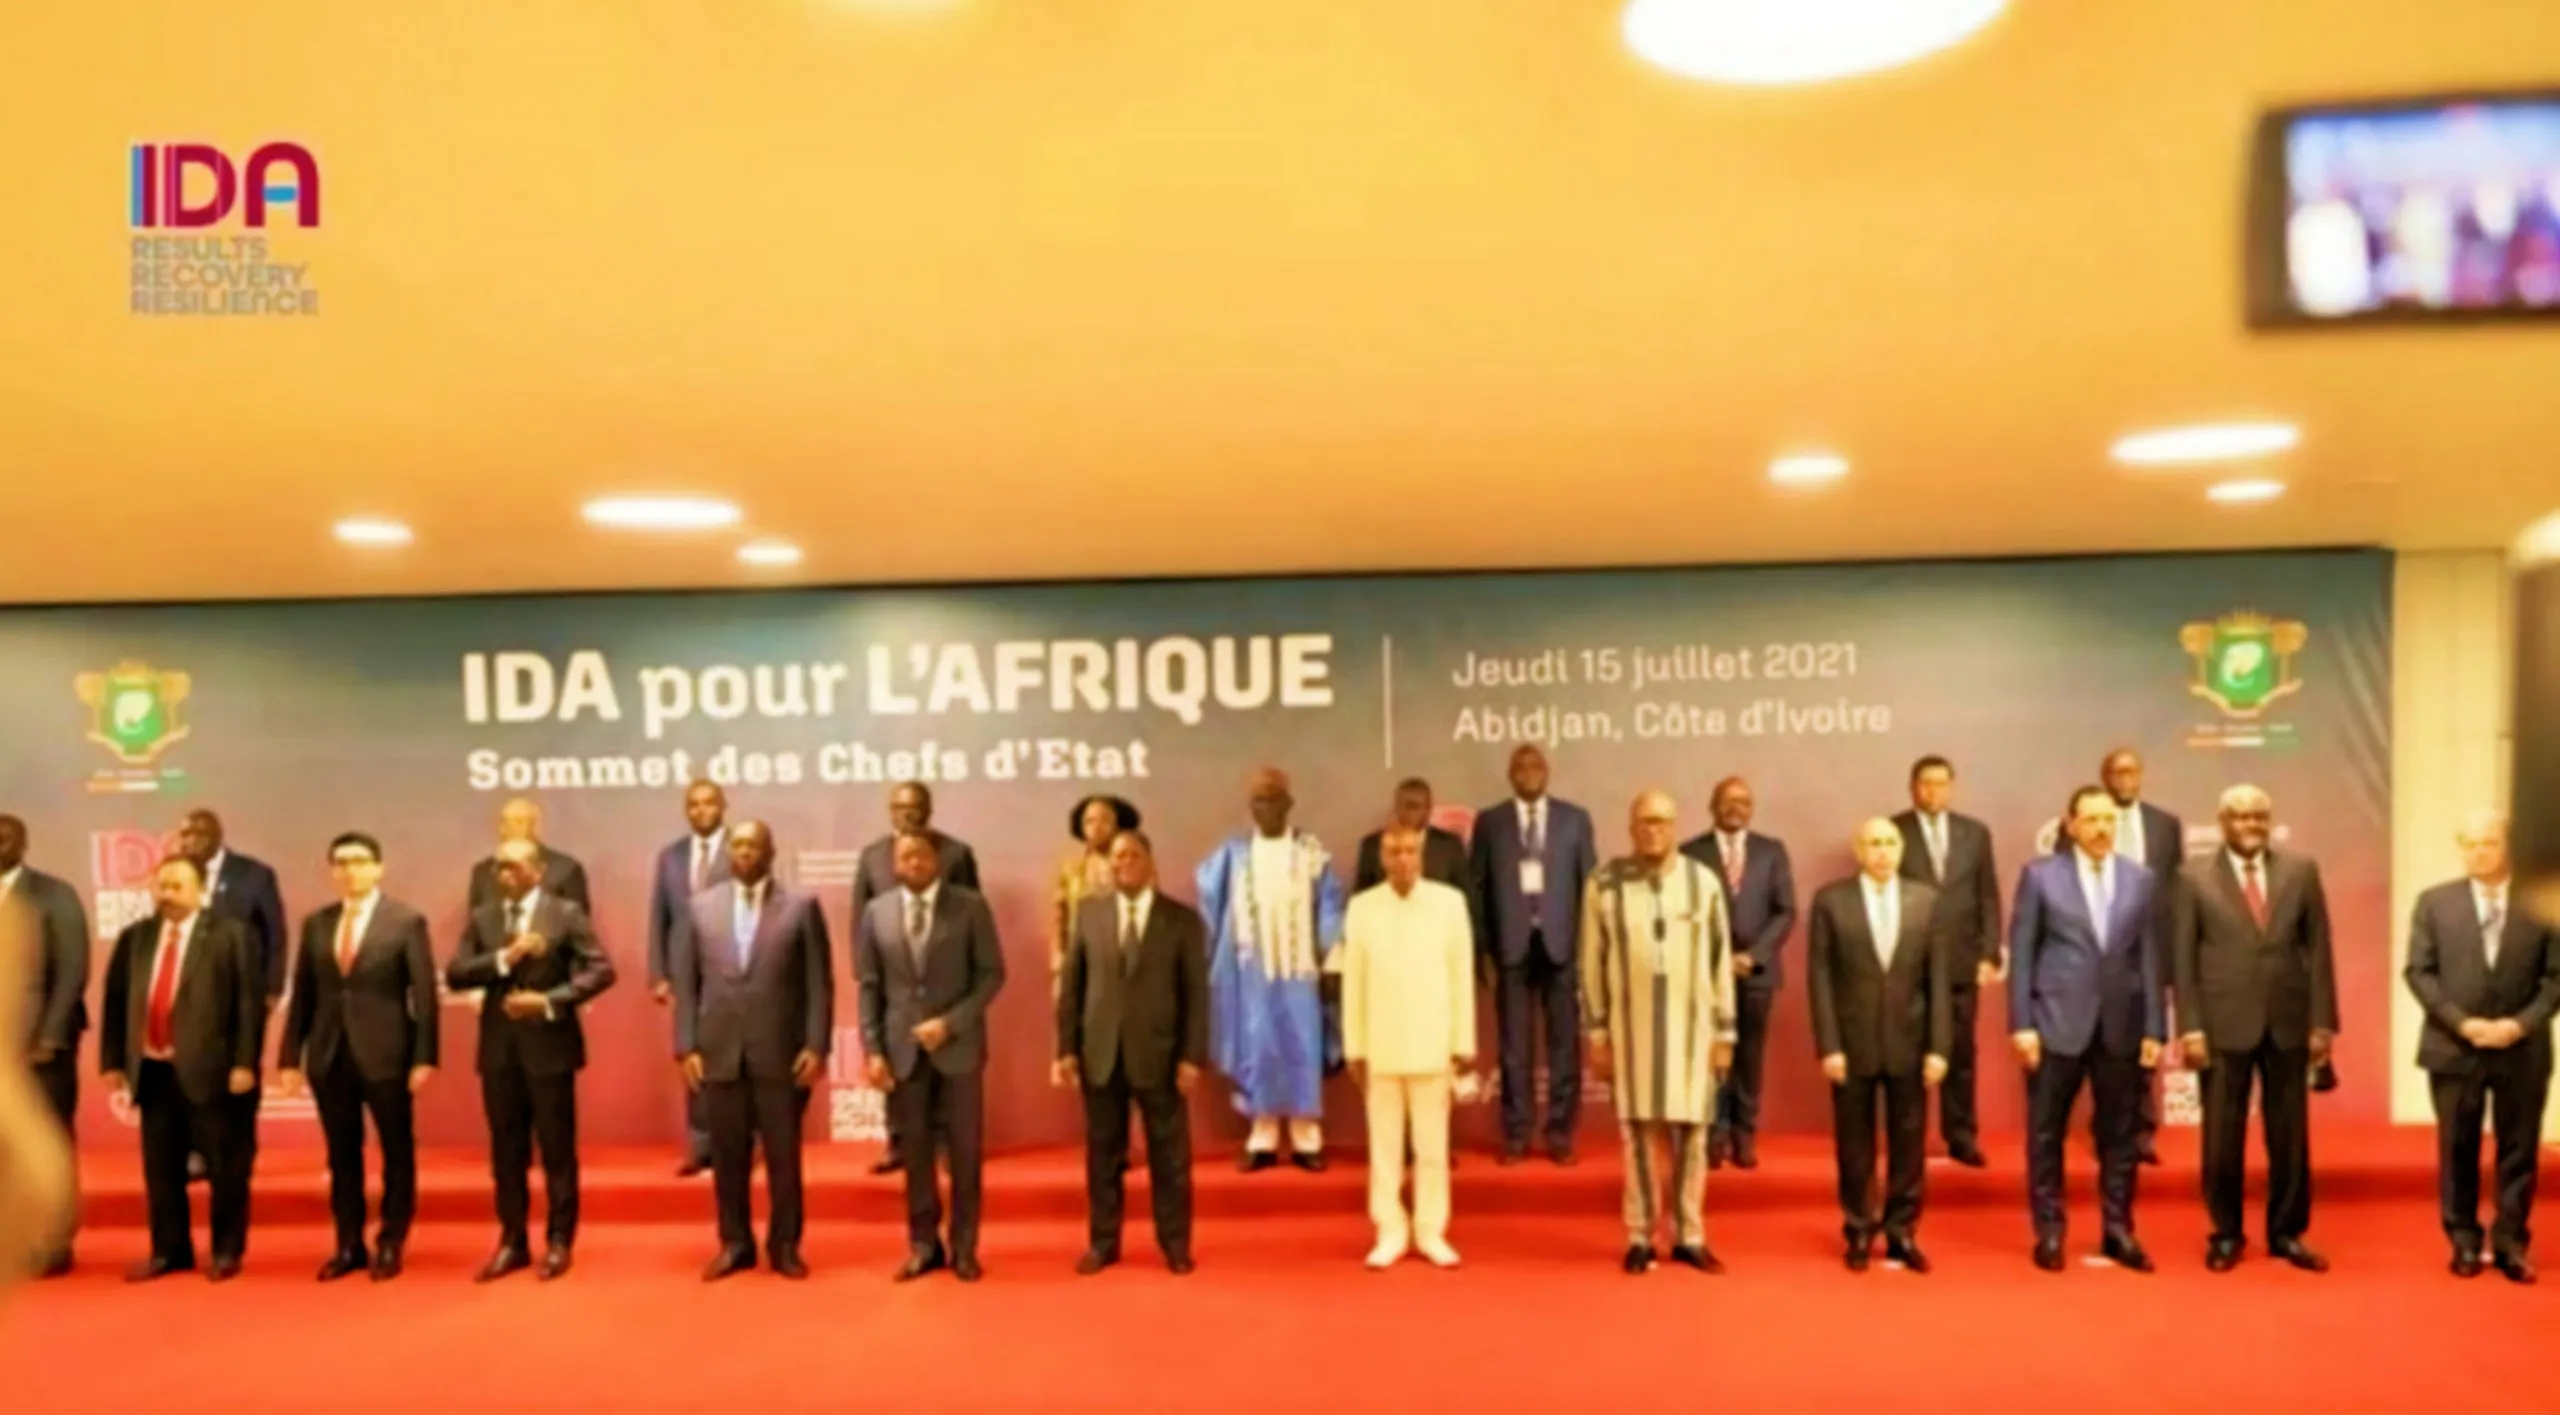 IDA
RESULTS
RECOVERY
RESILIENCE
IDA pour L'AFRIQUE
Sommet des Chefs d'Etat
Jeudi 15 juillet 2021
Abidjan, Côte d'Ivoire